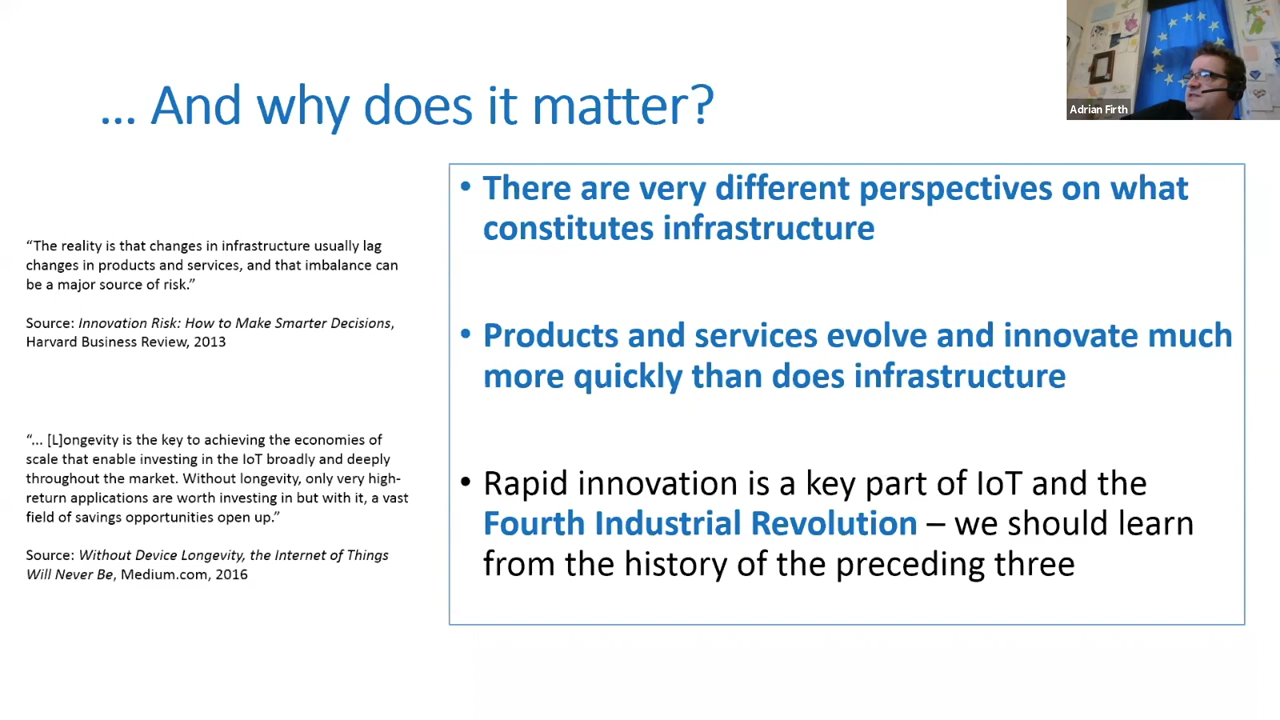 ... And why does it matter?
Adrian Firth
“The reality is that changes in infrastructure usually lag
changes in products and services, and that imbalance can
be a major source of risk.”
Source: Innovation Risk: How to Make Smarter Decisions,
Harvard Business Review, 2013
“... [L]ongevity is the key to achieving the economies of
scale that enable investing in the IoT broadly and deeply
throughout the market. Without longevity, only very high-
return applications are worth investing in but with it, a vast
field of savings opportunities open up.”
Source: Without Device Longevity, the Internet of Things
Will Never Be, Medium.com, 2016
• There are very different perspectives on what
constitutes infrastructure
• Products and services evolve and innovate much
more quickly than does infrastructure
• Rapid innovation is a key part of IoT and the
Fourth Industrial Revolution – we should learn
from the history of the preceding three